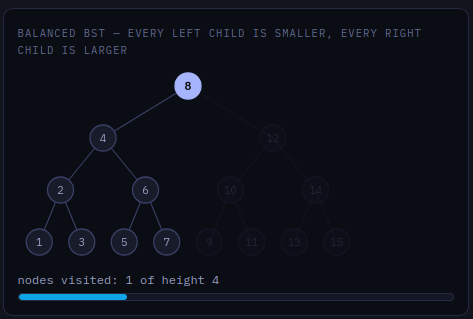 BALANCED BST — EVERY LEFT CHILD IS SMALLER, EVERY RIGHT
CHILD IS LARGER
8
4 12
2 6 10 14
1 3 5 7 9 11 13 15
nodes visited: 1 of height 4